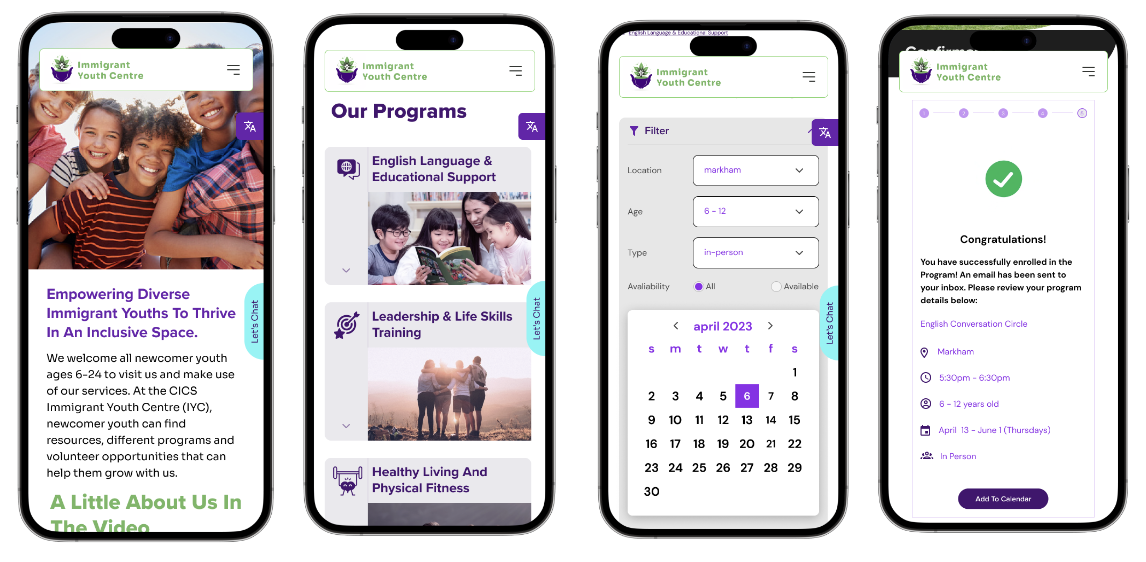 Immigrant
Youth Centre
Let's Chat
Empowering Diverse
Immigrant Youths To Thrive
In An Inclusive Space.
We welcome all newcomer youth
ages 6-24 to visit us and make use
of our services. At the CICS
Immigrant Youth Centre (IYC),
newcomer youth can find
resources, different programs and
volunteer opportunities that can
help them grow with us.
A Little About Us In
The Video
Immigrant
Youth Centre
Our Programs
English Language &
Educational Support
Let's Chat
Leadership & Life Skills
Training
Healthy Living And
Physical Fitness
English Language & Educational Support
Immigrant
Youth Centre
Filter
Location markham
Age 6 - 12
Type in-person
Avaliability All Available
Let's Chat
april 2023
s m t w t f s
1
2 3 4 5 6 7 8
9 10 11 12 13 14 15
16 17 18 19 20 21 22
23 24 25 26 27 28 29
30
Immigrant
Youth Centre
Congratulations!
You have successfully enrolled in the
Program! An email has been sent to
your inbox. Please review your program
details below:
English Conversation Circle
Markham
5:30pm - 6:30pm
6 - 12 years old
April 13 - June 1 (Thursdays)
In Person
Add To Calendar